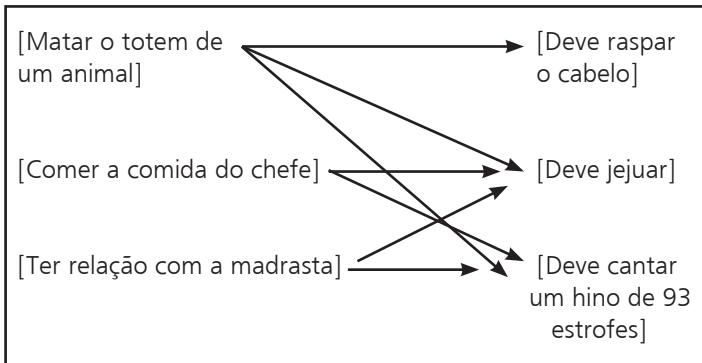 [Matar o totem de
um animal]
[Deve raspar
o cabelo]
[Comer a comida do chefe]
[Deve jejuar]
[Ter relação com a madrasta]
[Deve cantar
um hino de 93
estrofes]